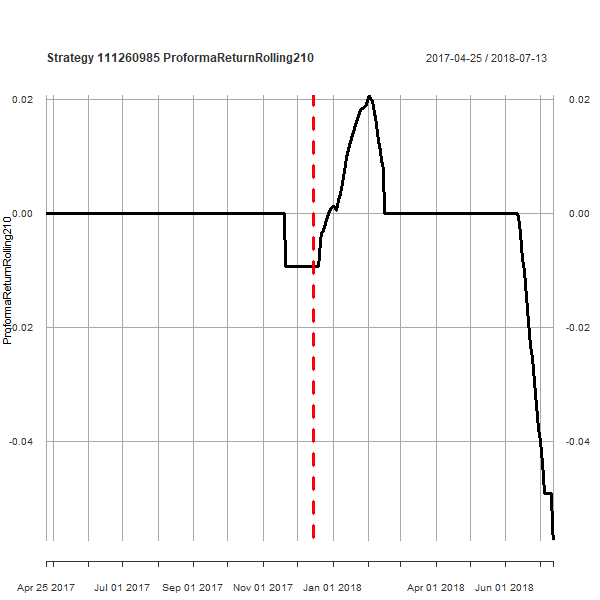 Strategy 111260985 ProformaReturnRolling210
2017-04-25 / 2018-07-13
0.02
0.02
0.00
0.00
-0.02
-0.02
-0.04
-0.04
ProformaReturnRolling210
Apr 25 2017
Jul 01 2017
Sep 01 2017
Nov 01 2017
Jan 01 2018
Apr 01 2018
Jun 01 2018